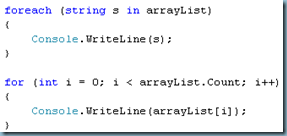 foreach (string s in arrayList)
{
    Console.WriteLine(s);
}

for (int i = 0; i < arrayList.Count; i++)
{
    Console.WriteLine(arrayList[i]);
}